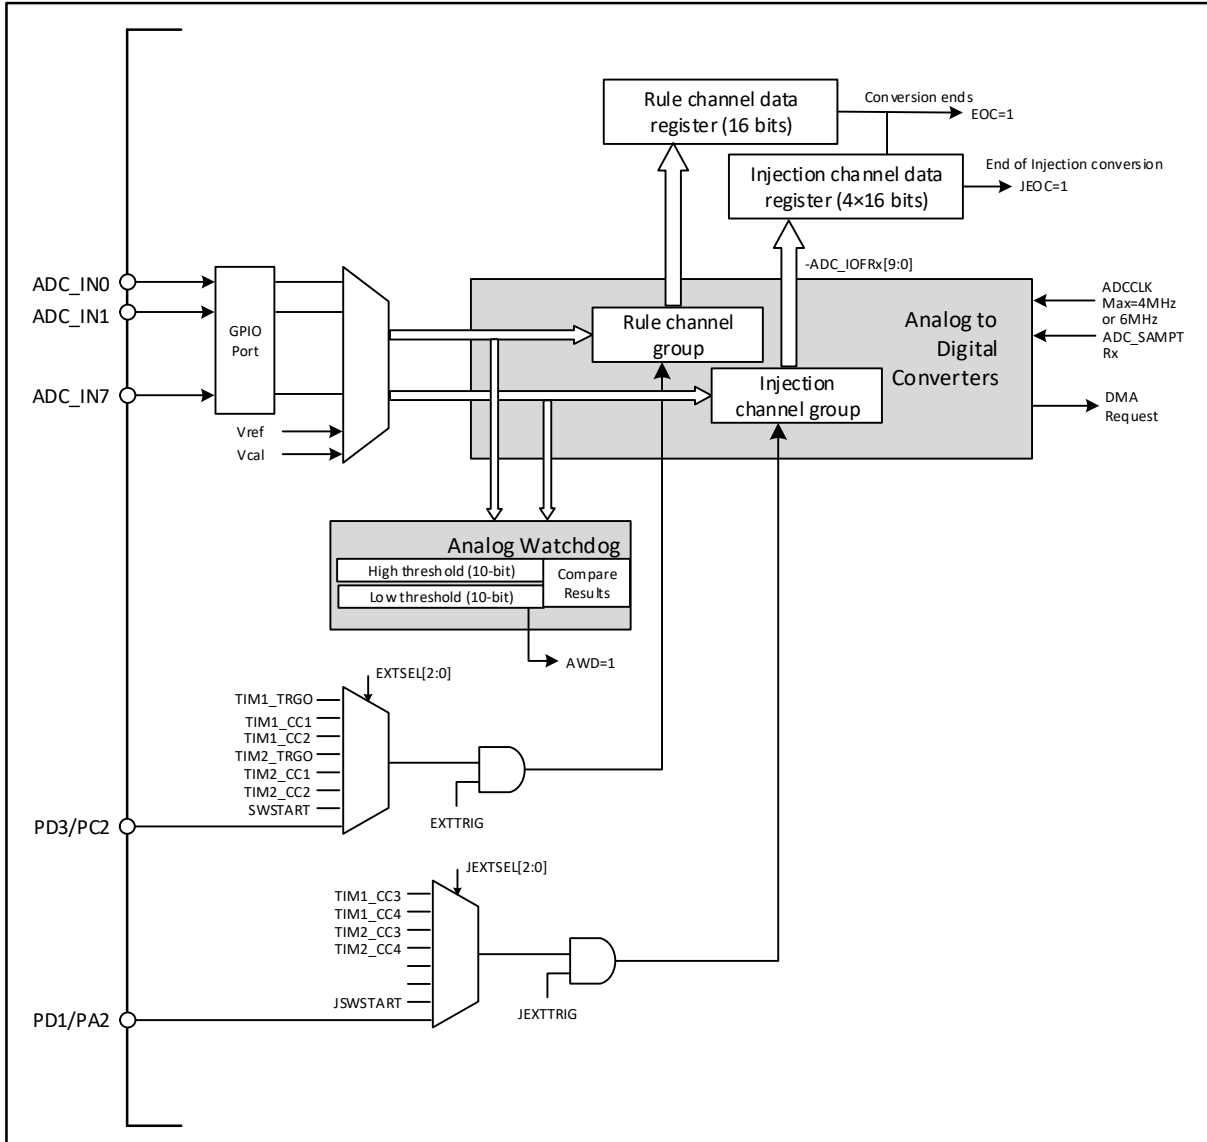 Rule channel data
register (16 bits)
Conversion ends
EOC=1
Injection channel data
register (4×16 bits)
End of Injection conversion
JEOC=1
-ADC_IOFRx[9:0]
ADC_IN0
ADC_IN1
ADC_IN7
GPIO
Port
Vref
Vcal
Rule channel
group
Injection
channel group
Analog to
Digital
Converters
ADCCLK
Max=4MHz
or 6MHz
ADC_SAMPT
Rx
DMA
Request
Analog Watchdog
High threshold (10-bit)
Low threshold (10-bit)
Compare
Results
AWD=1
EXTSEL[2:0]
TIM1_TRGO
TIM1_CC1
TIM1_CC2
TIM2_TRGO
TIM2_CC1
TIM2_CC2
SWSTART
PD3/PC2
EXTTRIG
JEXTSEL[2:0]
TIM1_CC3
TIM1_CC4
TIM2_CC3
TIM2_CC4
JSWSTART
PD1/PA2
JEXTTRIG